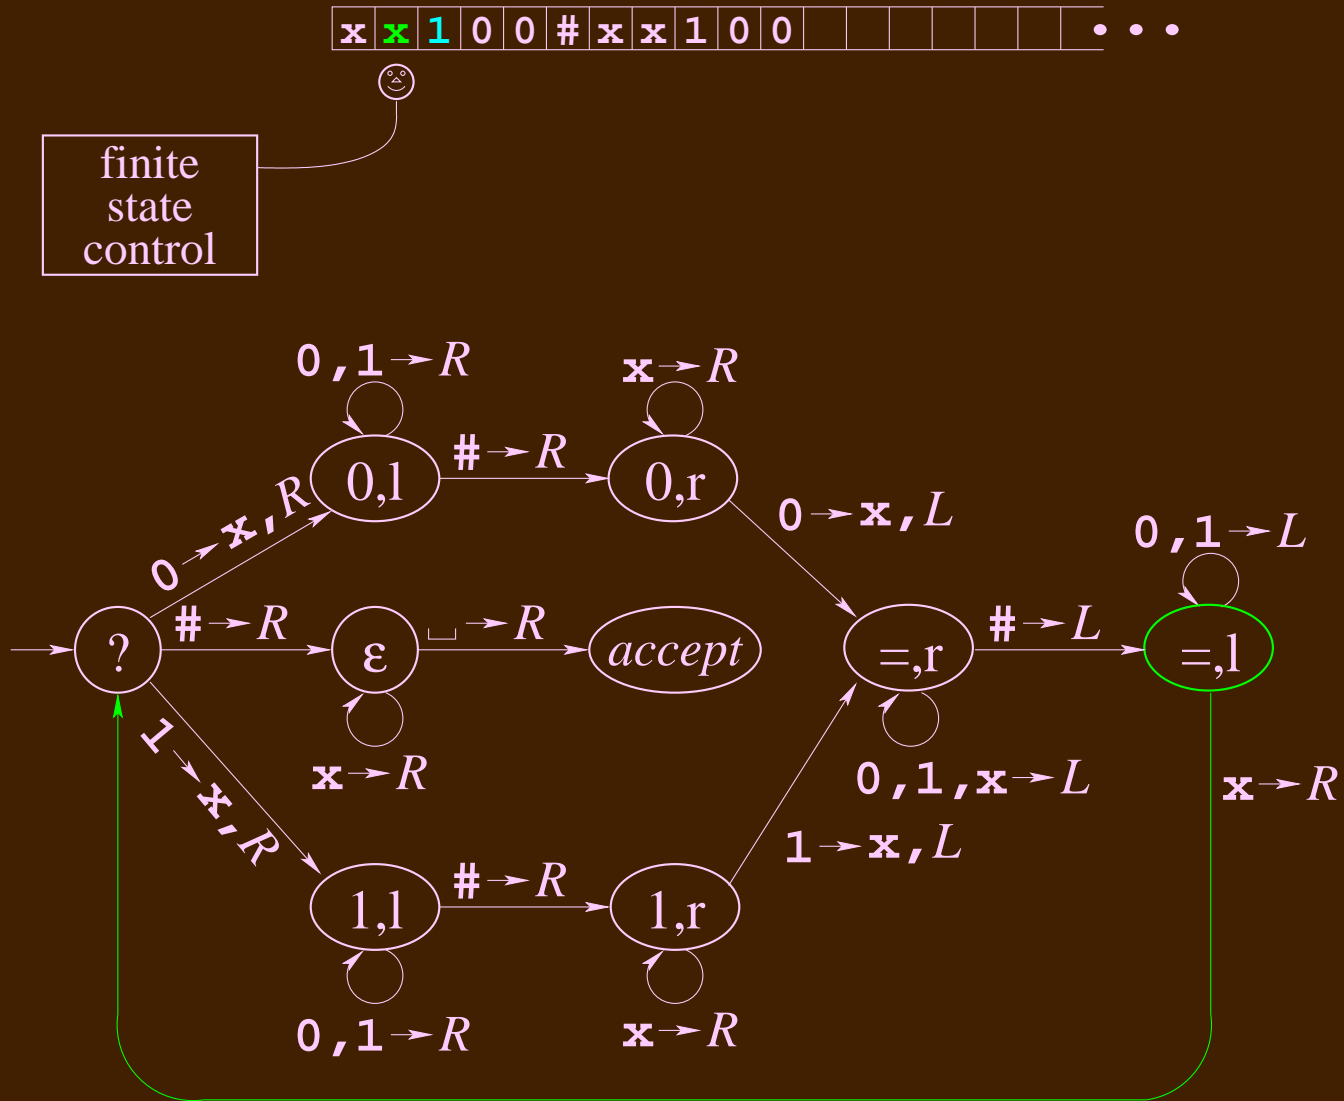 x x 1 0 0 # x x 1 0 0 • • •
finite
state
control
0,1→R
x→R
0,l
#→R
0,r
0→x,R
0→x,L
0,1→L
?
#→R
ε
␣→R
accept
=,r
#→L
=,l
x→R
0,1,x→L
x→R
1→x,R
1→x,L
1,l
#→R
1,r
0,1→R
x→R